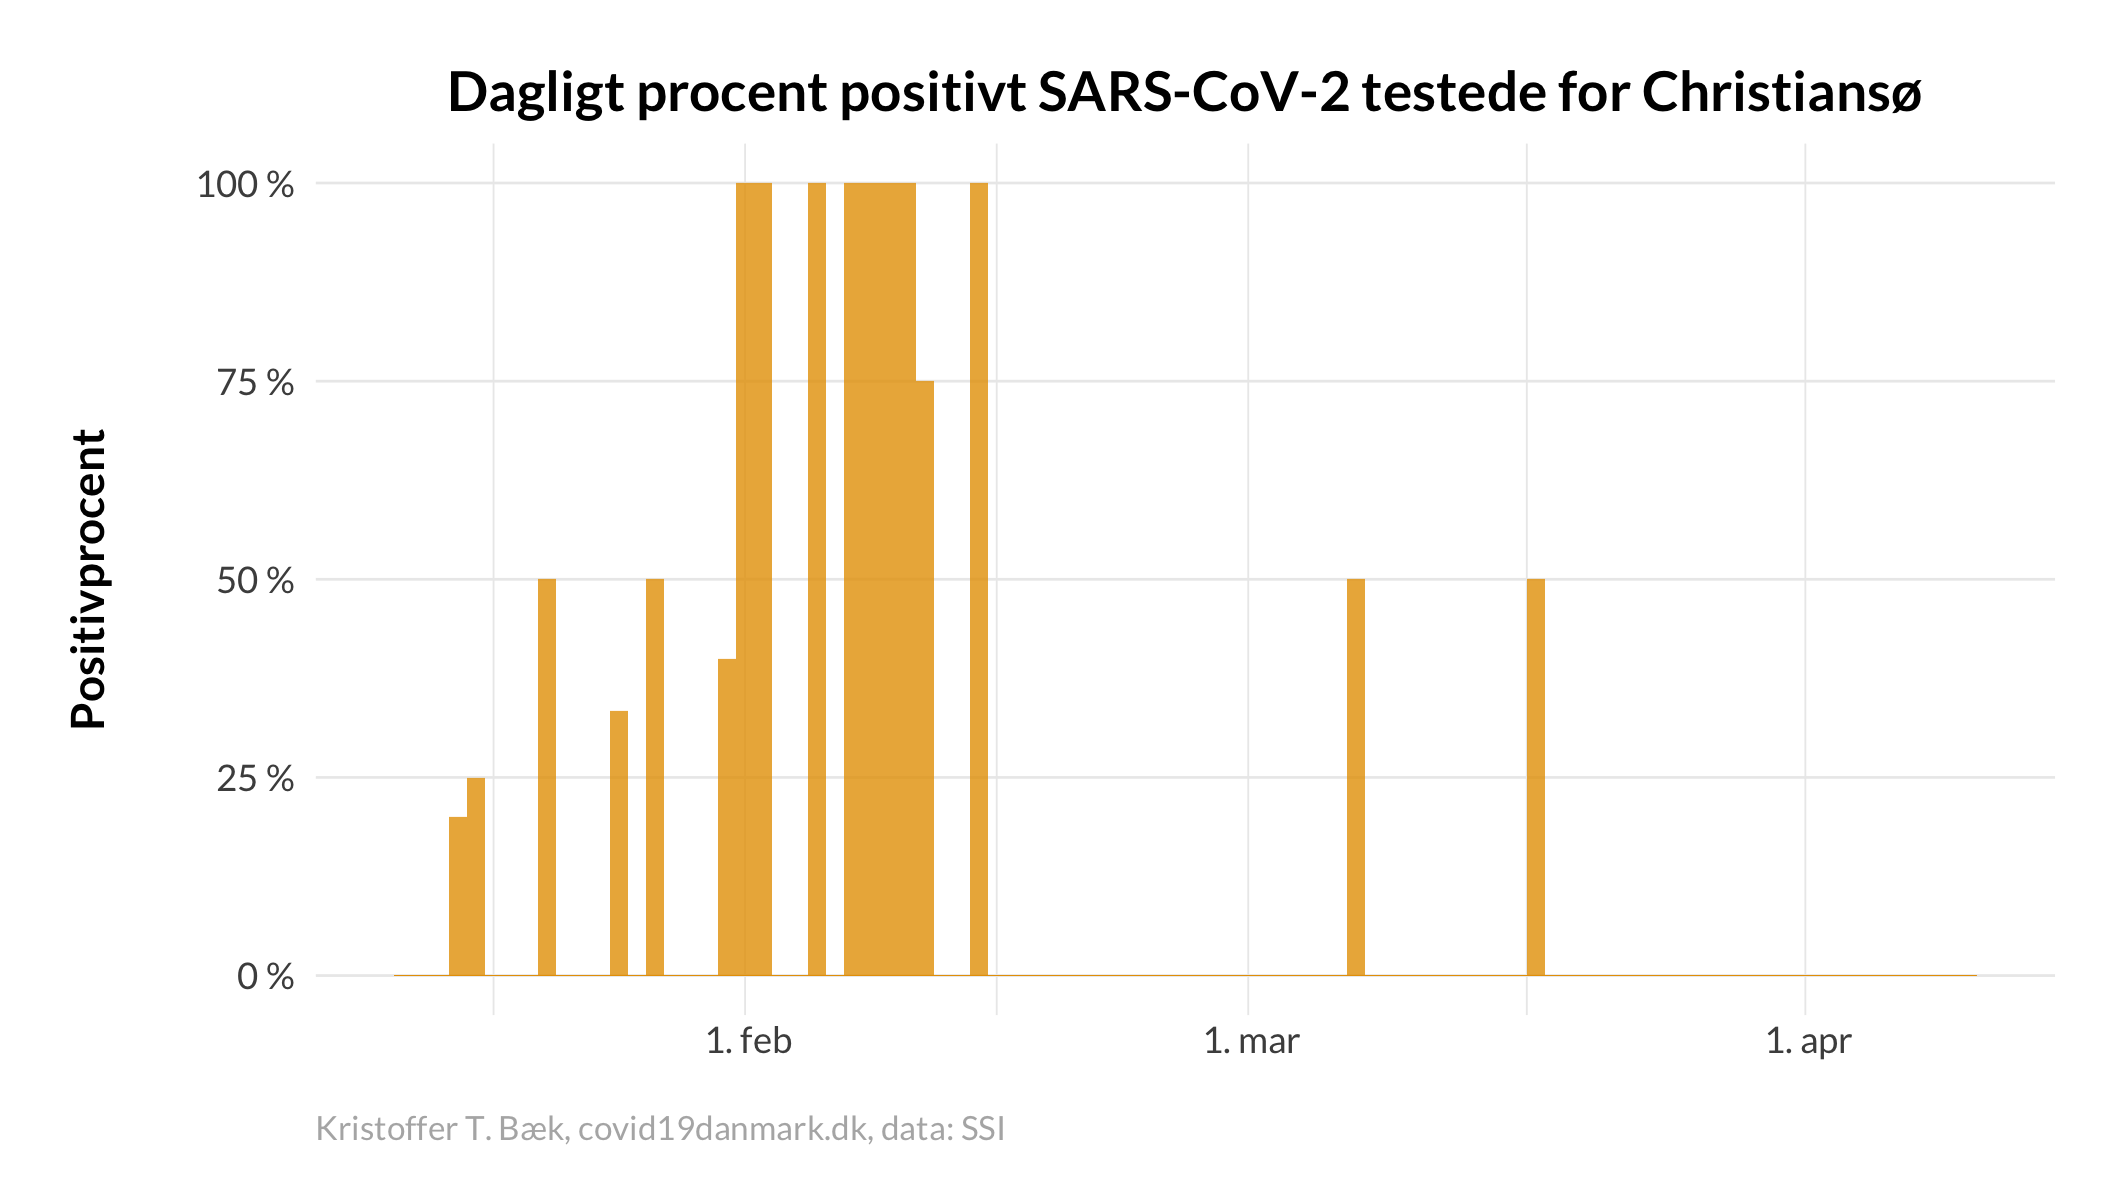 Dagligt procent positivt SARS-CoV-2 testede for Christiansø
100 %
75 %
50 %
25 %
0 %
Positivprocent
1. feb
1. mar
1. apr
Kristoffer T. Bæk, covid19danmark.dk, data: SSI